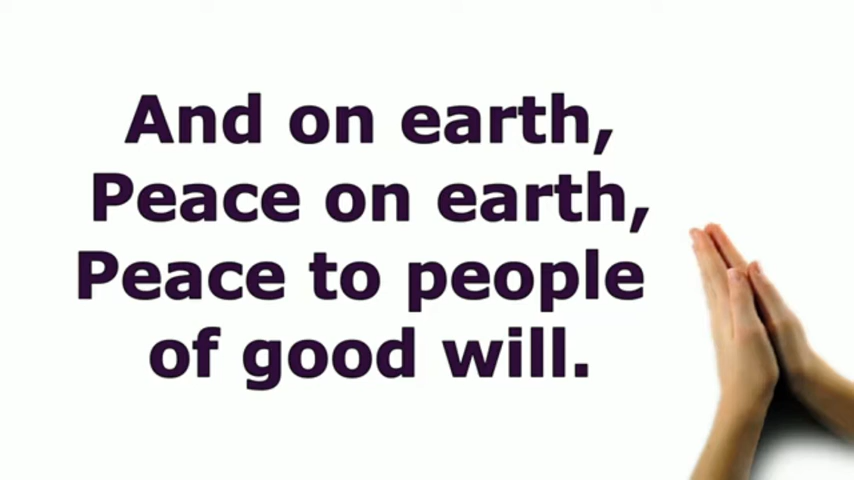 And on earth,
Peace on earth,
Peace to people
of good will.